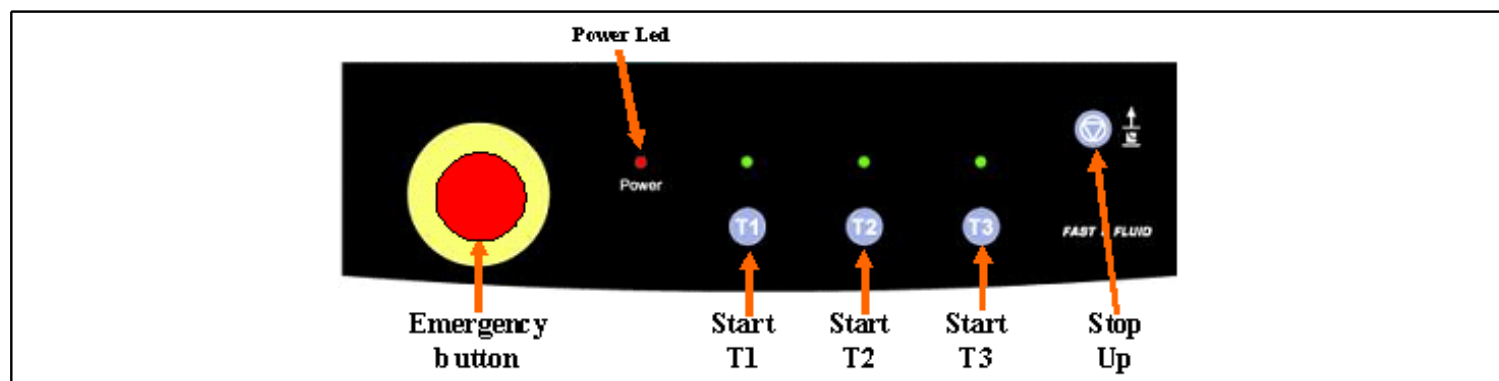 Power Led
Power
T1 T2 T3
FAST & FLUID
Emergency button
Start T1
Start T2
Start T3
Stop Up